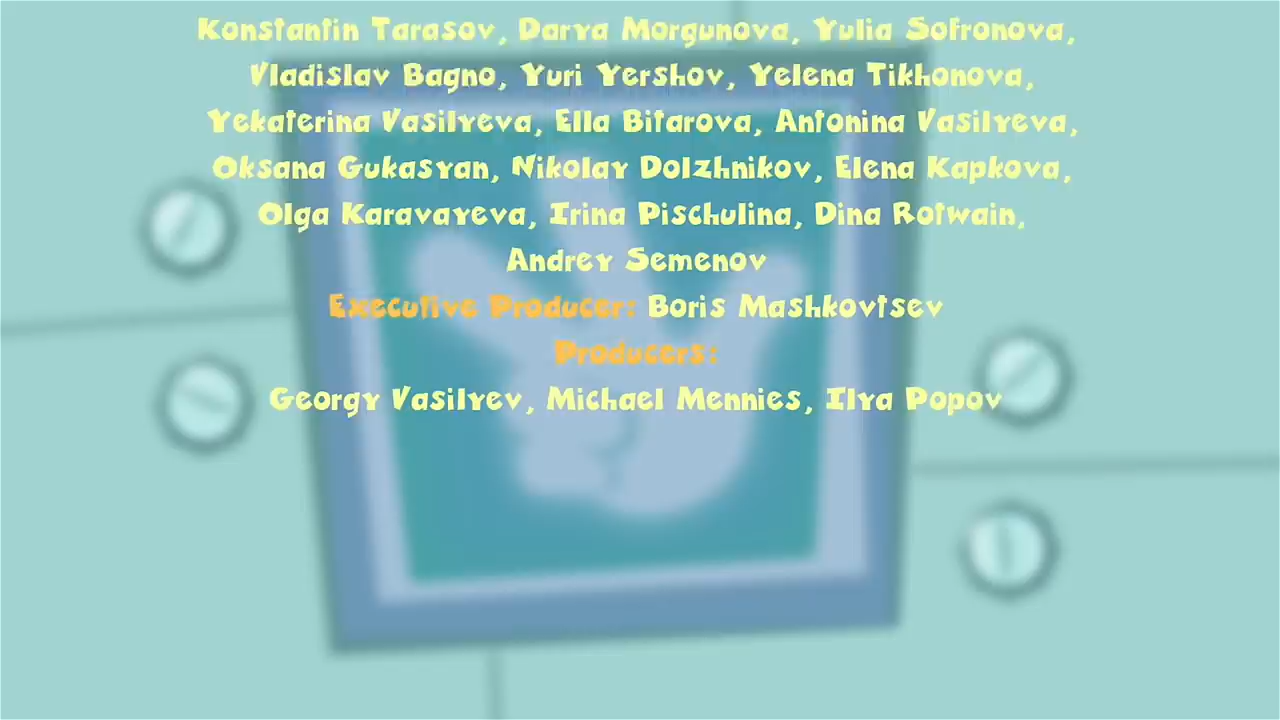 Konstantin Tarasov, Darya Morgunova, Yulia Sofronova,
Vladislav Bagno, Yuri Yershov, Yelena Tikhonova,
Yekaterina Vasilyeva, Ella Bitarova, Antonina Vasilyeva,
Oksana Gukasyan, Nikolay Dolzhnikov, Elena Kapkova,
Olga Karavayeva, Irina Pischulina, Dina Rotwain,
Andrey Semenov
Executive Producer: Boris Mashkovtsev
Producers:
Georgy Vasilyev, Michael Mennies, Ilya Popov